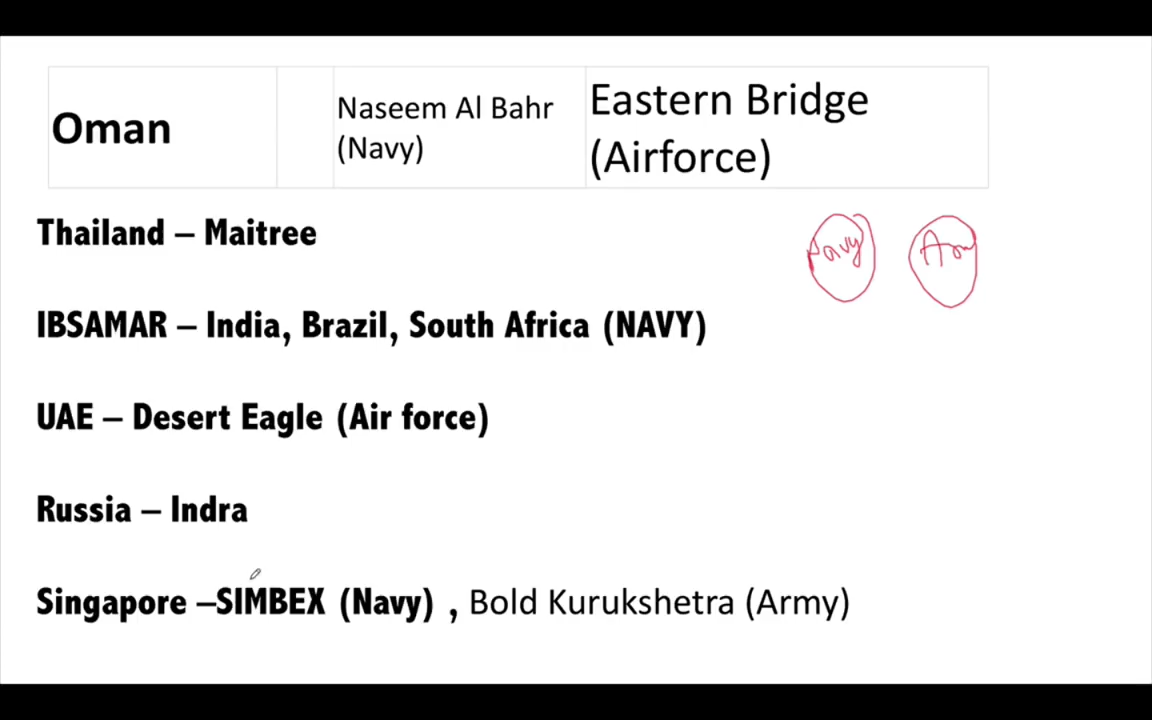 Oman
Naseem Al Bahr
(Navy)
Eastern Bridge
(Airforce)
Thailand – Maitree
Navy
IBSAMAR – India, Brazil, South Africa (NAVY)
UAE – Desert Eagle (Air force)
Russia – Indra
Singapore –SIMBEX (Navy) , Bold Kurukshetra (Army)